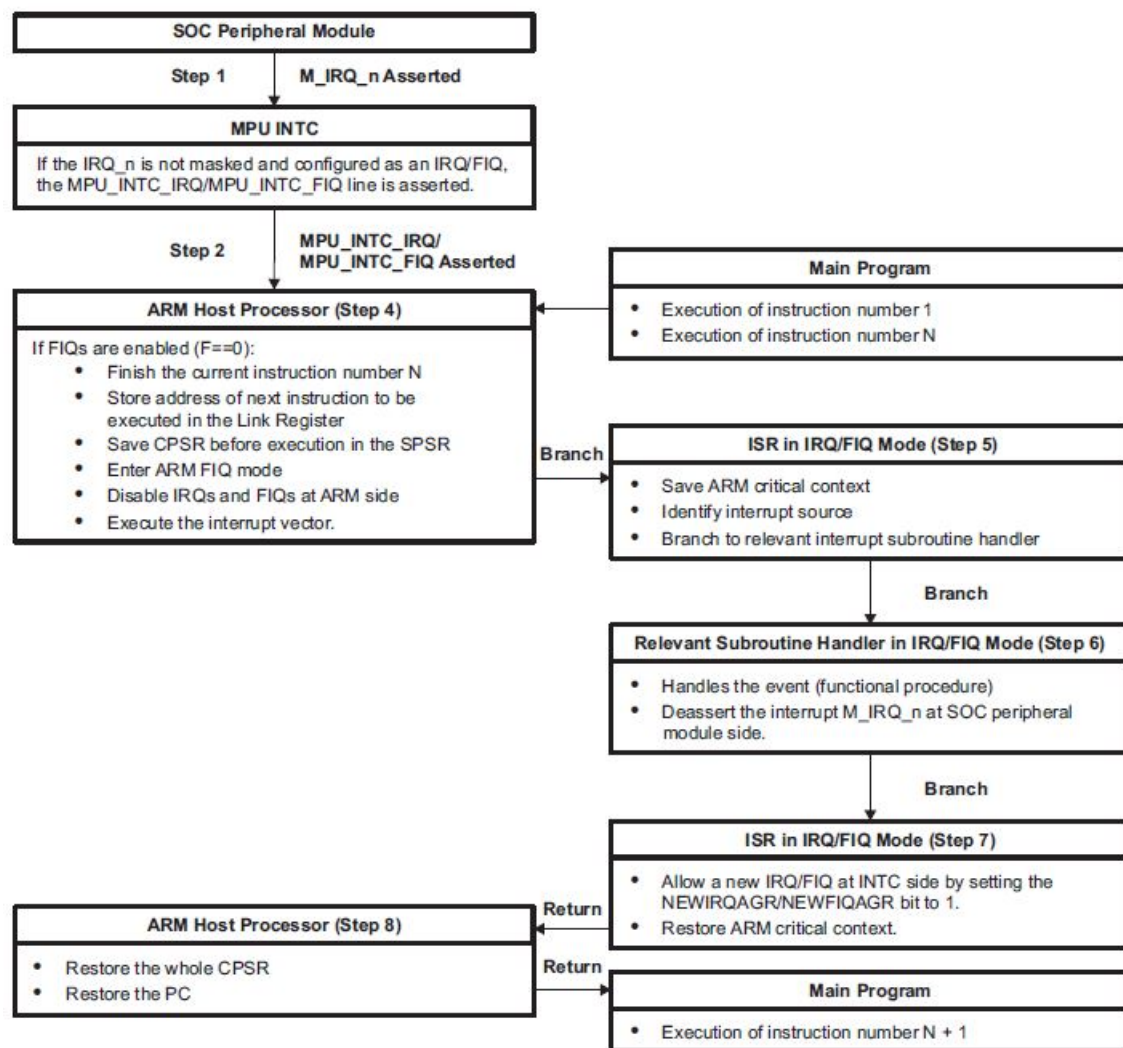 SOC Peripheral Module
Step 1
M_IRQ_n Asserted
MPU INTC
If the IRQ_n is not masked and configured as an IRQ/FIQ,
the MPU_INTC_IRQ/MPU_INTC_FIQ line is asserted.
Step 2
MPU_INTC_IRQ/
MPU_INTC_FIQ Asserted
Main Program
• Execution of instruction number 1
• Execution of instruction number N
ARM Host Processor (Step 4)
If FIQs are enabled (F==0):
• Finish the current instruction number N
• Store address of next instruction to be
executed in the Link Register
• Save CPSR before execution in the SPSR
• Enter ARM FIQ mode
• Disable IRQs and FIQs at ARM side
• Execute the interrupt vector.
Branch
ISR in IRQ/FIQ Mode (Step 5)
• Save ARM critical context
• Identify interrupt source
• Branch to relevant interrupt subroutine handler
Branch
Relevant Subroutine Handler in IRQ/FIQ Mode (Step 6)
• Handles the event (functional procedure)
• Deassert the interrupt M_IRQ_n at SOC peripheral
module side.
Branch
ISR in IRQ/FIQ Mode (Step 7)
• Allow a new IRQ/FIQ at INTC side by setting the
NEWIRQAGR/NEWFIQAGR bit to 1.
• Restore ARM critical context.
Return
ARM Host Processor (Step 8)
• Restore the whole CPSR
• Restore the PC
Return
Main Program
• Execution of instruction number N + 1